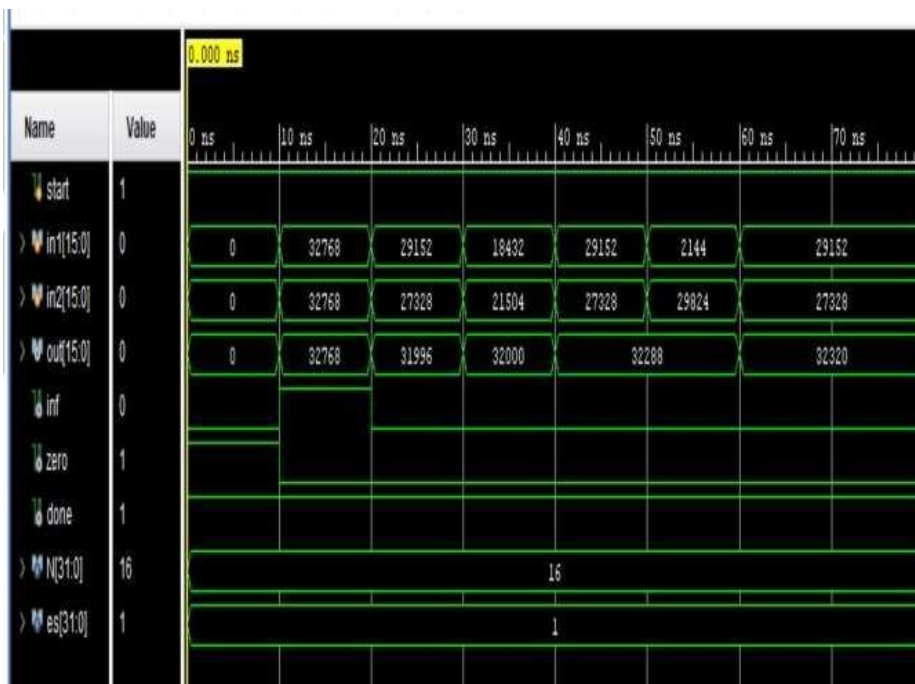 0.000 ns
Name Value 0 ns 10 ns 20 ns 30 ns 40 ns 50 ns 60 ns 70 ns
start 1
in1[15:0] 0 0 32768 29152 18432 29152 2144 29152
in2[15:0] 0 0 32768 27328 21504 27328 29824 27328
out[15:0] 0 0 32768 31996 32000 32288 32320
inf 0
zero 1
done 1
N[31:0] 16 16
es[31:0] 1 1